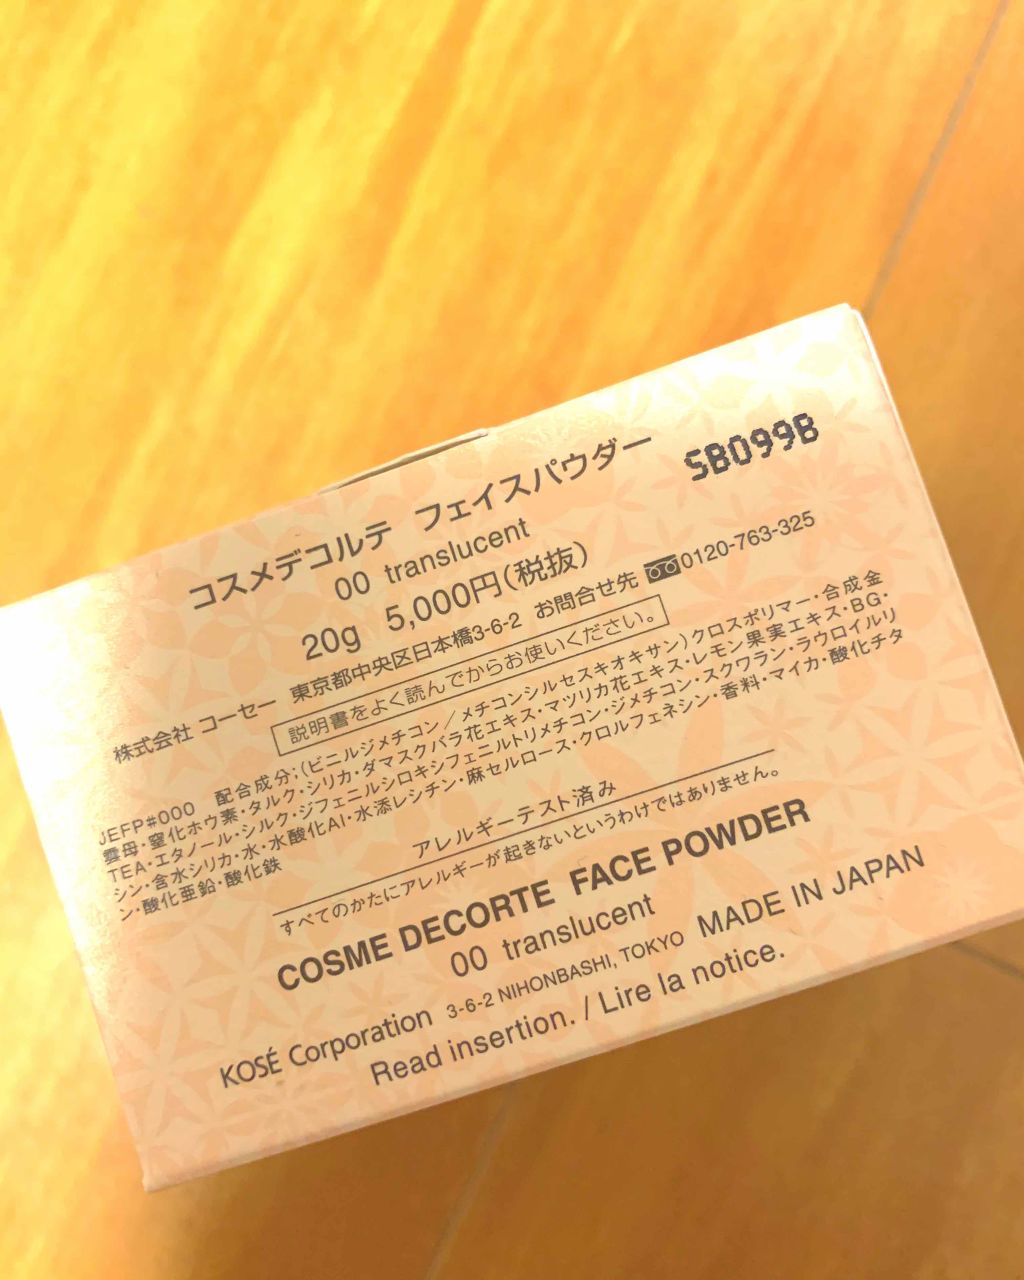 SB099B
コスメデコルテ フェイスパウダー
00 translucent
20g 5,000円(税抜)
株式会社 コーセー 東京都中央区日本橋3-6-2 お問合せ先 0120-763-325
説明書をよく読んでからお使いください。
JEFP#000 配合成分;(ビニルジメチコン/メチコンシルセスキオキサン)クロスポリマー・合成金
雲母・窒化ホウ素・タルク・シリカ・ダマスクバラ花エキス・マツリカ花エキス・レモン果実エキス・BG・
TEA・エタノール・シルク・ジフェニルシロキシフェニルトリメチコン・ジメチコン・スクワラン・ラウロイルリ
シン・含水シリカ・水・水酸化Al・水添レシチン・麻セルロース・クロルフェネシン・香料・マイカ・酸化チタ
ン・酸化亜鉛・酸化鉄
アレルギーテスト済み
すべてのかたにアレルギーが起きないというわけではありません。
COSME DECORTE FACE POWDER
00 translucent
KOSÉ Corporation 3-6-2 NIHONBASHI, TOKYO MADE IN JAPAN
Read insertion. / Lire la notice.